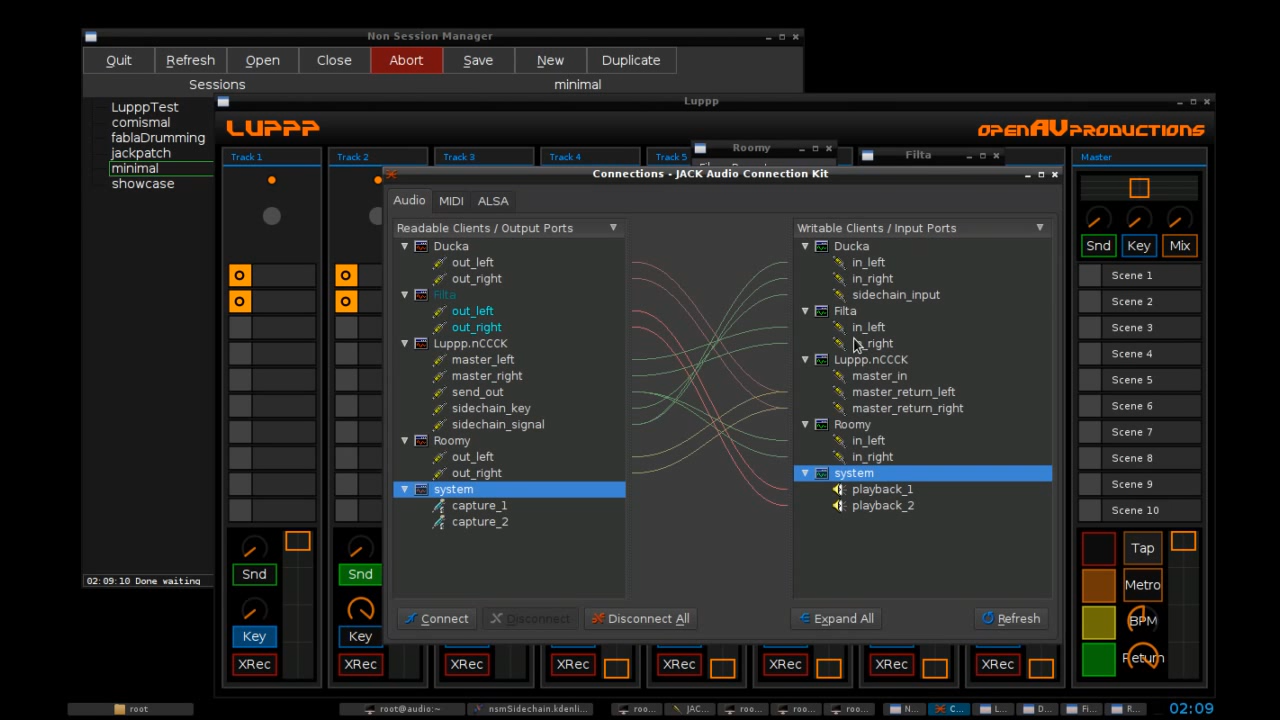 Non Session Manager
Quit Refresh Open Close Abort Save New Duplicate
Sessions minimal
LupppTest
comismal
fablaDrumming
jackpatch
minimal
showcase
02:09:10 Done waiting
Luppp
LUPPP openAVPRODUCTIONS
Track 1 Track 2 Track 3 Track 4 Track 5 Master
Roomy
Filta
Connections - JACK Audio Connection Kit
Audio MIDI ALSA
Readable Clients / Output Ports
Ducka
out_left
out_right
Filta
out_left
out_right
Luppp.nCCCK
master_left
master_right
send_out
sidechain_key
sidechain_signal
Roomy
out_left
out_right
system
capture_1
capture_2
Writable Clients / Input Ports
Ducka
in_left
in_right
sidechain_input
Filta
in_left
in_right
Luppp.nCCCK
master_in
master_return_left
master_return_right
Roomy
in_left
in_right
system
playback_1
playback_2
Connect Disconnect Disconnect All Expand All Refresh
Snd Key Mix
Scene 1
Scene 2
Scene 3
Scene 4
Scene 5
Scene 6
Scene 7
Scene 8
Scene 9
Scene 10
Tap
Metro
BPM
Return
Snd Snd
Key Key
XRec XRec XRec XRec XRec XRec XRec XRec
root root@audio:~ nsmSidechain.kdenli... roo... JAC... roo... roo... roo... N... C... L... D... Fi... R... 02:09